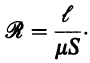 ℛ = ℓ / μS.